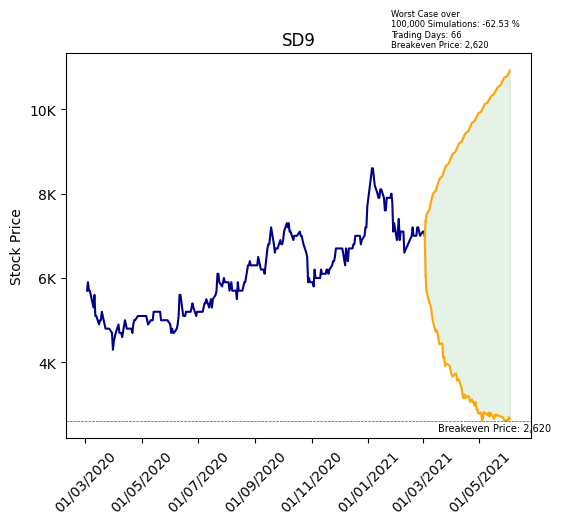 Worst Case over
100,000 Simulations: -62.53 %
Trading Days: 66
Breakeven Price: 2,620
SD9
Stock Price
10K
8K
6K
4K
Breakeven Price: 2,620
01/03/2020
01/05/2020
01/07/2020
01/09/2020
01/11/2020
01/01/2021
01/03/2021
01/05/2021